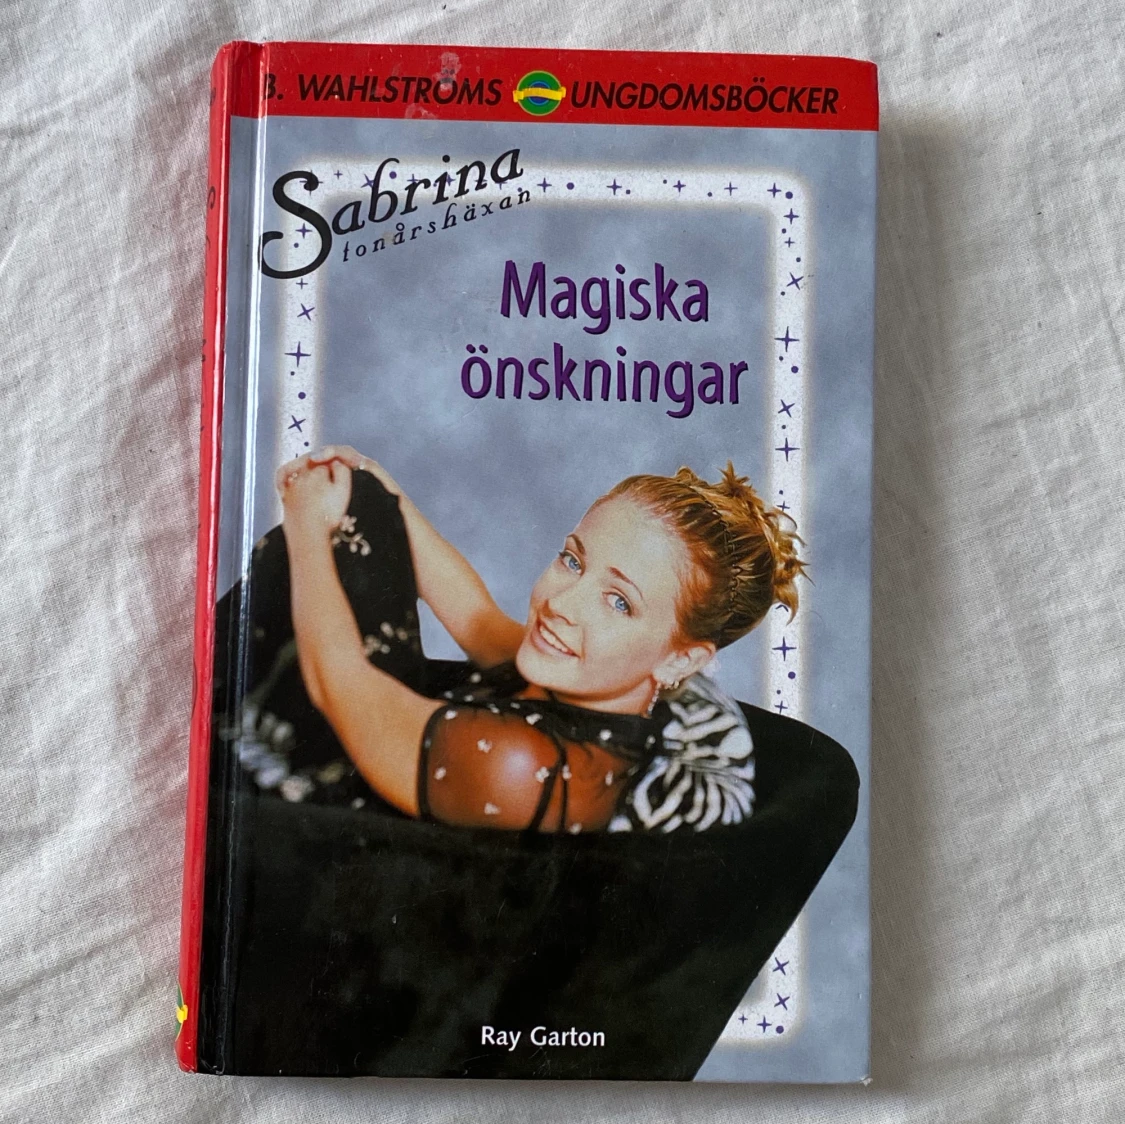 B. WAHLSTRÖMS UNGDOMSBÖCKER
Sabrina
tonårshäxan
Magiska
önskningar
Ray Garton